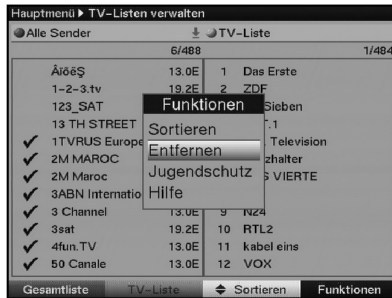 Hauptmenü ▶ TV-Listen verwalten
Alle Sender
TV-Liste
6/488
1/484
ÂïõëŞ 13.0E
1-2-3.tv 19.2E
123_SAT
13 TH STREET
✓ 1TVRUS Europe
✓ 2M MAROC
✓ 2M Maroc
✓ 3ABN Internatio
✓ 3 Channel 13.0E
✓ 3sat 19.2E
✓ 4fun.TV 13.0E
✓ 50 Canale 13.0E
1 Das Erste
2 ZDF
Sieben
T.1
Television
zhalter
S VIERTE
9 N24
10 RTL2
11 kabel eins
12 VOX
Funktionen
Sortieren
Entfernen
Jugendschutz
Hilfe
Gesamtliste
TV-Liste
Sortieren
Funktionen